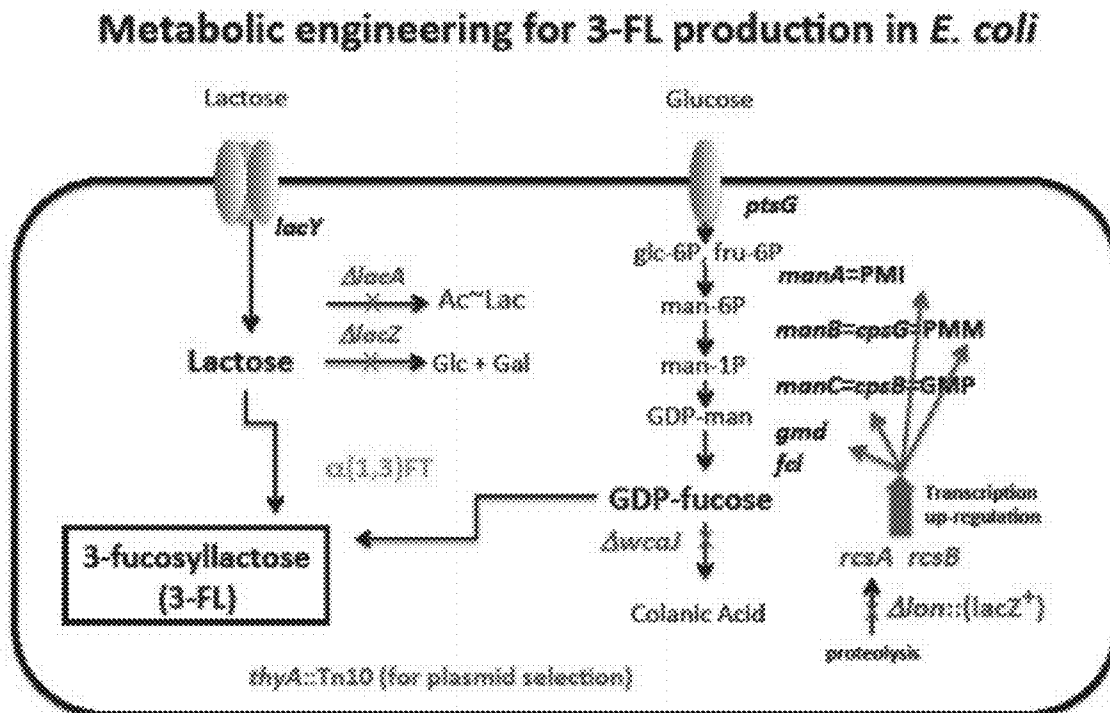 Metabolic engineering for 3-FL production in E. coli
Lactose
Glucose
lacY
ptsG
glc-6P fru-6P
manA=PMI
ΔlacA
Ac~Lac
man-6P
manB=cpsG=PMM
ΔlacZ
Lactose
Glc + Gal
man-1P
manC=cpsB=GMP
GDP-man
gmd
fcl
α(1,3)FT
GDP-fucose
Transcription
up-regulation
ΔwcaJ
rcsA rcsB
3-fucosyllactose
(3-FL)
Colanic Acid
Δlon::(lacZ⁺)
proteolysis
thyA::Tn10 (for plasmid selection)